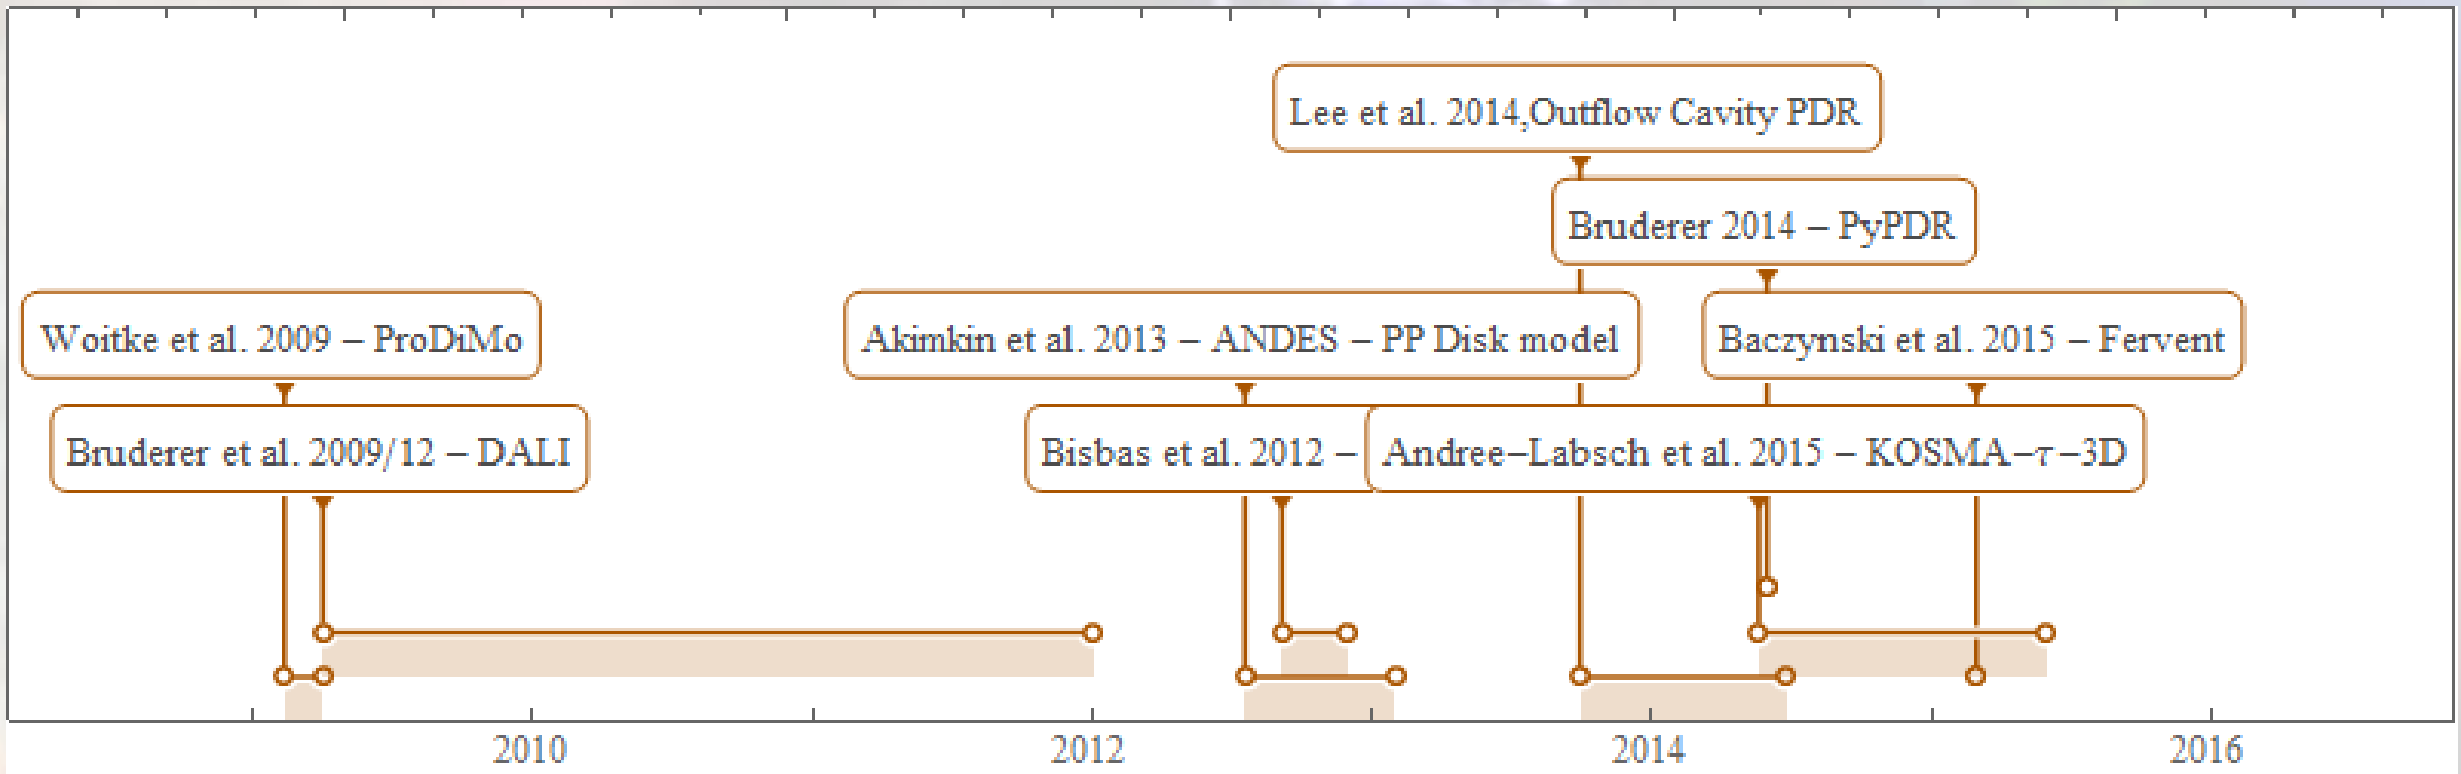 Lee et al. 2014,Outflow Cavity PDR
Bruderer 2014 – PyPDR
Woitke et al. 2009 – ProDiMo
Akimkin et al. 2013 – ANDES – PP Disk model
Baczynski et al. 2015 – Fervent
Bruderer et al. 2009/12 – DALI
Bisbas et al. 2012 –
Andree–Labsch et al. 2015 – KOSMA–τ–3D
2010
2012
2014
2016